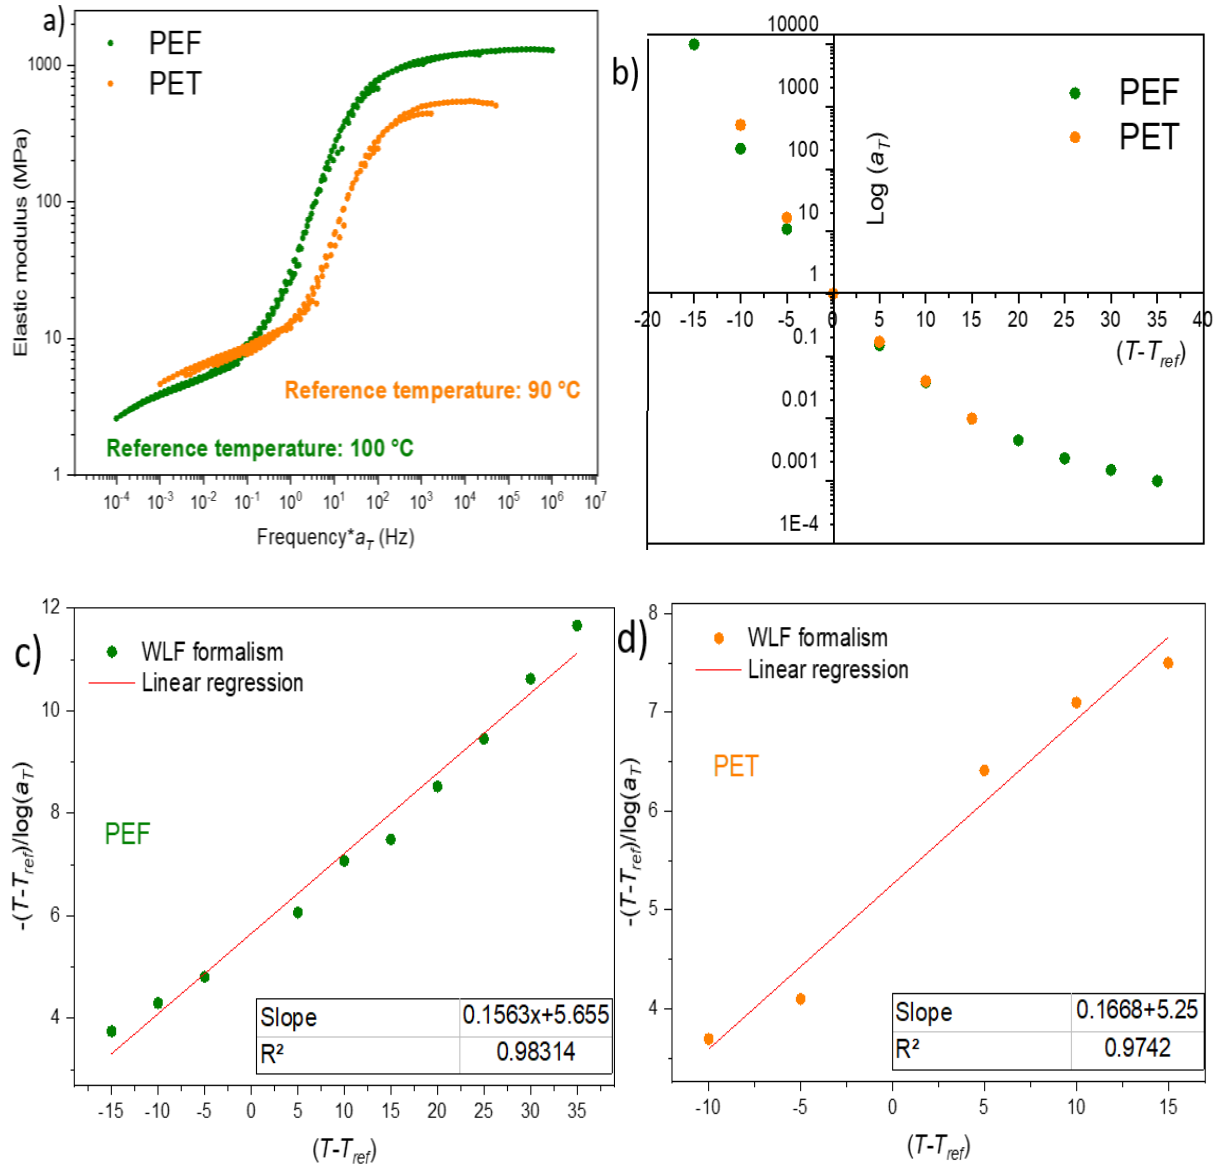 a)
PEF
PET
1000
100
10
1
Elastic modulus (MPa)
Reference temperature: 90 °C
Reference temperature: 100 °C
10⁻⁴ 10⁻³ 10⁻² 10⁻¹ 10⁰ 10¹ 10² 10³ 10⁴ 10⁵ 10⁶ 10⁷
Frequency*aT (Hz)
b)
10000
1000
100
10
1
0.1
0.01
0.001
1E-4
Log (aT)
PEF
PET
-20 -15 -10 -5 0 5 10 15 20 25 30 35 40
(T-Tref)
c)
WLF formalism
Linear regression
12
10
8
6
4
-(T-Tref)/log(aT)
PEF
Slope 0.1563x+5.655
R² 0.98314
-15 -10 -5 0 5 10 15 20 25 30 35
(T-Tref)
d)
WLF formalism
Linear regression
8
7
6
5
4
-(T-Tref)/log(aT)
PET
Slope 0.1668+5.25
R² 0.9742
-10 -5 0 5 10 15
(T-Tref)